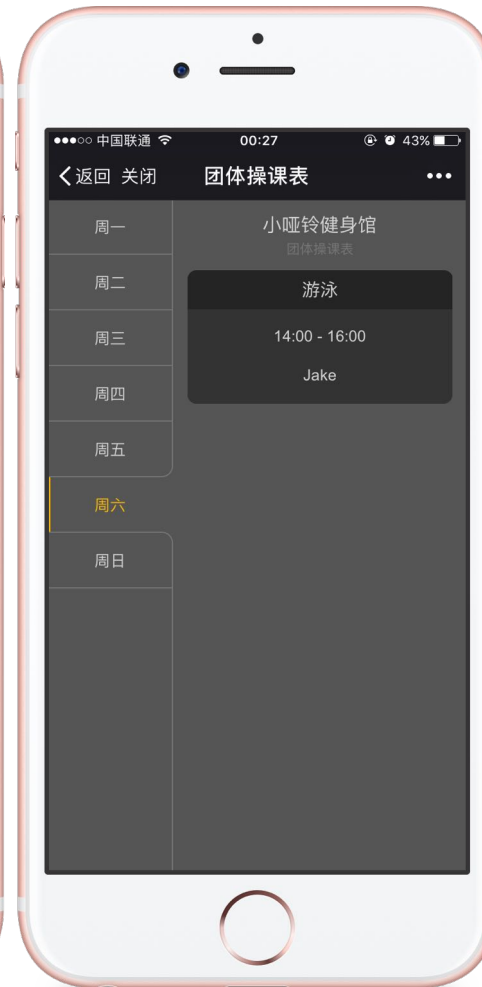 中国联通 00:27 43%
返回 关闭 团体操课表
周一
周二
周三
周四
周五
周六
周日
小哑铃健身馆
团体操课表
游泳
14:00 - 16:00
Jake